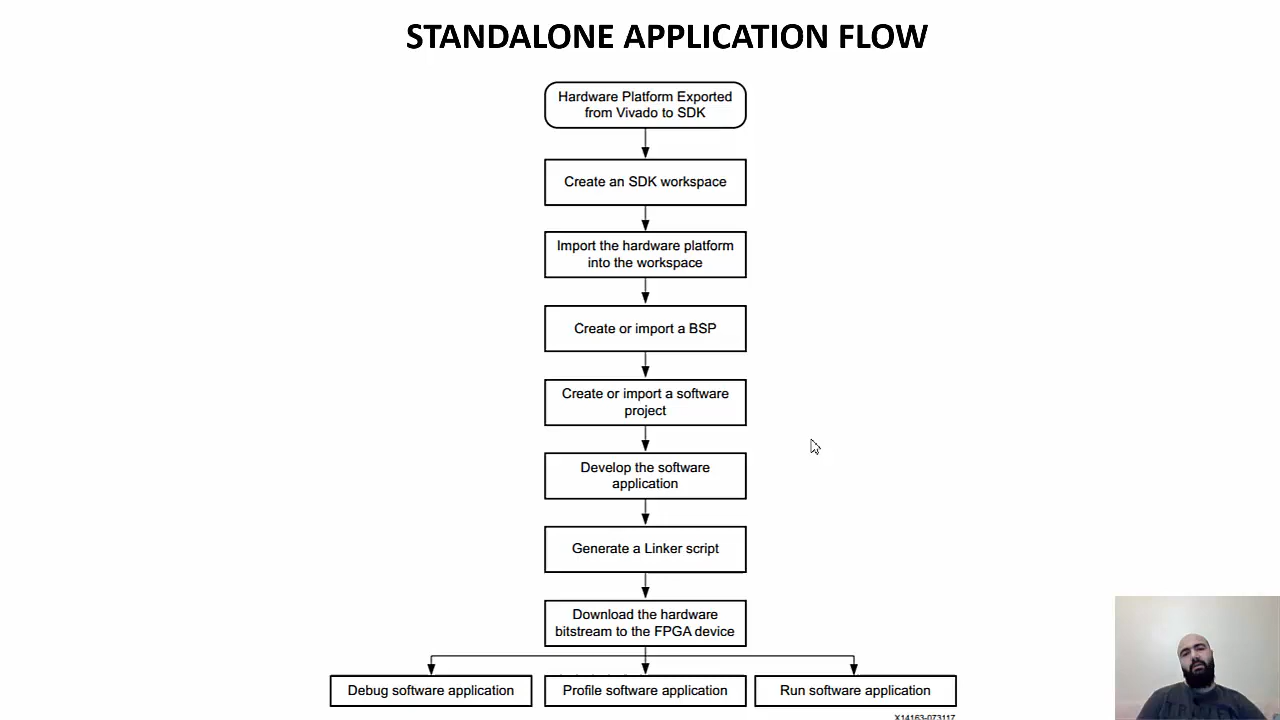 STANDALONE APPLICATION FLOW
Hardware Platform Exported
from Vivado to SDK
Create an SDK workspace
Import the hardware platform
into the workspace
Create or import a BSP
Create or import a software
project
Develop the software
application
Generate a Linker script
Download the hardware
bitstream to the FPGA device
Debug software application
Profile software application
Run software application
X14163-073117